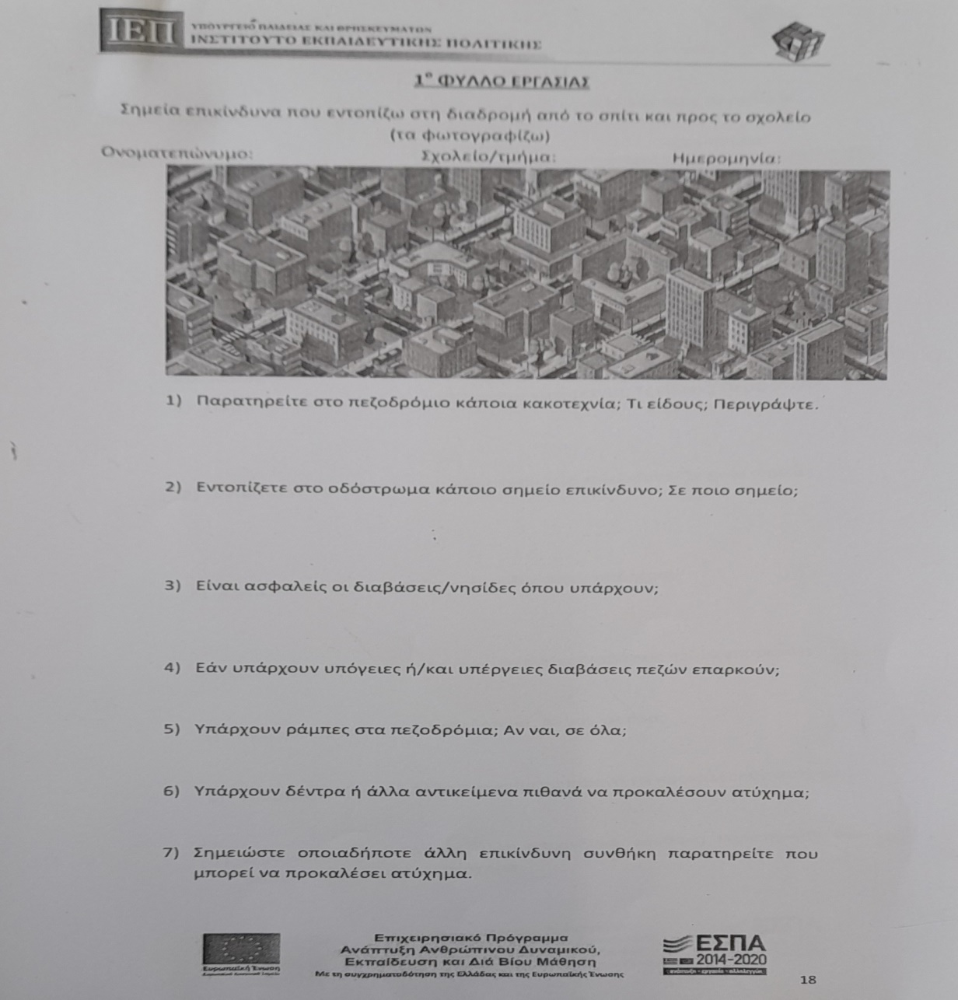 ΙΕΠ
ΥΠΟΥΡΓΕΙΟ ΠΑΙΔΕΙΑΣ ΚΑΙ ΘΡΗΣΚΕΥΜΑΤΩΝ
ΙΝΣΤΙΤΟΥΤΟ ΕΚΠΑΙΔΕΥΤΙΚΗΣ ΠΟΛΙΤΙΚΗΣ
1ο ΦΥΛΛΟ ΕΡΓΑΣΙΑΣ
Σημεία επικίνδυνα που εντοπίζω στη διαδρομή από το σπίτι και προς το σχολείο
(τα φωτογραφίζω)
Ονοματεπώνυμο: Σχολείο/τμήμα: Ημερομηνία:
1) Παρατηρείτε στο πεζοδρόμιο κάποια κακοτεχνία; Τι είδους; Περιγράψτε.
2) Εντοπίζετε στο οδόστρωμα κάποιο σημείο επικίνδυνο; Σε ποιο σημείο;
3) Είναι ασφαλείς οι διαβάσεις/νησίδες όπου υπάρχουν;
4) Εάν υπάρχουν υπόγειες ή/και υπέργειες διαβάσεις πεζών επαρκούν;
5) Υπάρχουν ράμπες στα πεζοδρόμια; Αν ναι, σε όλα;
6) Υπάρχουν δέντρα ή άλλα αντικείμενα πιθανά να προκαλέσουν ατύχημα;
7) Σημειώστε οποιαδήποτε άλλη επικίνδυνη συνθήκη παρατηρείτε που
μπορεί να προκαλέσει ατύχημα.
Ευρωπαϊκή Ένωση
Επιχειρησιακό Πρόγραμμα
Ανάπτυξη Ανθρώπινου Δυναμικού,
Εκπαίδευση και Διά Βίου Μάθηση
Με τη συγχρηματοδότηση της Ελλάδας και της Ευρωπαϊκής Ένωσης
ΕΣΠΑ
2014-2020
ανάπτυξη - εργασία - αλληλεγγύη
18